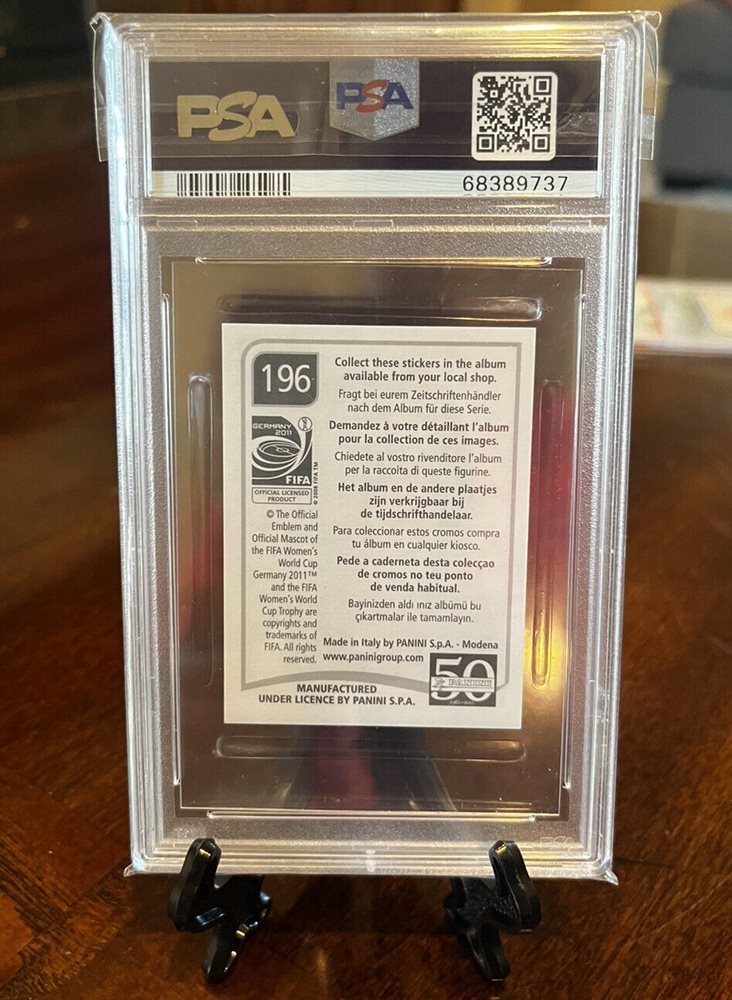 PSA
PSA
68389737
196
Collect these stickers in the album
available from your local shop.
Fragt bei eurem Zeitschriftenhändler
nach dem Album für diese Serie.
Demandez à votre détaillant l'album
pour la collection de ces images.
Chiedete al vostro rivenditore l'album
per la raccolta di queste figurine.
Het album en de andere plaatjes
zijn verkrijgbaar bij
de tijdschrifthandelaar.
Para coleccionar estos cromos compra
tu álbum en cualquier kiosco.
Pede a caderneta desta colecçao
de cromos no teu ponto
de venda habitual.
Bayinizden aldı ınız albümü bu
çıkartmalar ile tamamlayın.
Made in Italy by PANINI S.p.A. - Modena
www.paninigroup.com
GERMANY
2011
FIFA
OFFICIAL LICENSED
PRODUCT
© 2008 FIFA TM
© The Official
Emblem and
Official Mascot of
the FIFA Women's
World Cup
Germany 2011™
and the FIFA
Women's World
Cup Trophy are
copyrights and
trademarks of
FIFA. All rights
reserved.
50
PANINI
1961-2011
MANUFACTURED
UNDER LICENCE BY PANINI S.P.A.